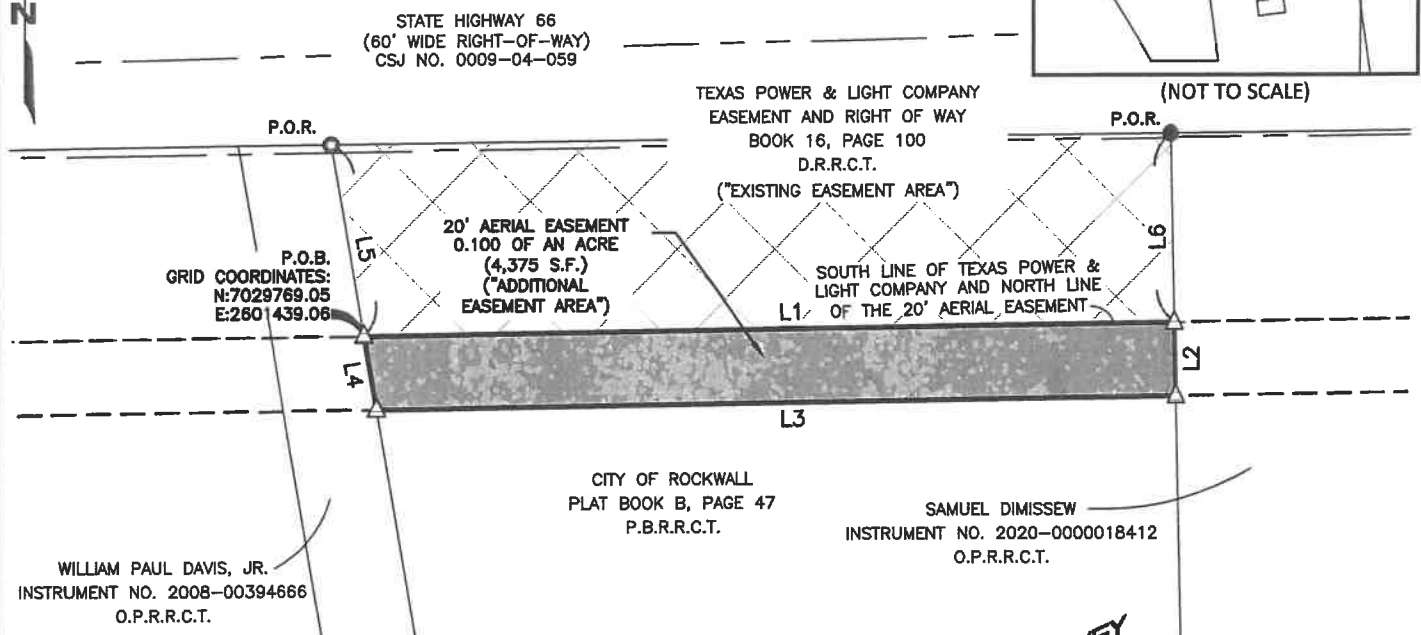 N
STATE HIGHWAY 66
(60' WIDE RIGHT-OF-WAY)
CSJ NO. 0009-04-059
(NOT TO SCALE)
TEXAS POWER & LIGHT COMPANY
EASEMENT AND RIGHT OF WAY
BOOK 16, PAGE 100
D.R.R.C.T.
("EXISTING EASEMENT AREA")
P.O.R.
P.O.R.
L5
L6
20' AERIAL EASEMENT
0.100 OF AN ACRE
(4,375 S.F.)
("ADDITIONAL
EASEMENT AREA")
P.O.B.
GRID COORDINATES:
N:7029769.05
E:2601439.06
SOUTH LINE OF TEXAS POWER &
LIGHT COMPANY AND NORTH LINE
OF THE 20' AERIAL EASEMENT
L1
L2
L4
L3
CITY OF ROCKWALL
PLAT BOOK B, PAGE 47
P.B.R.R.C.T.
SAMUEL DIMISSEW
INSTRUMENT NO. 2020-0000018412
O.P.R.R.C.T.
WILLIAM PAUL DAVIS, JR.
INSTRUMENT NO. 2008-00394666
O.P.R.R.C.T.